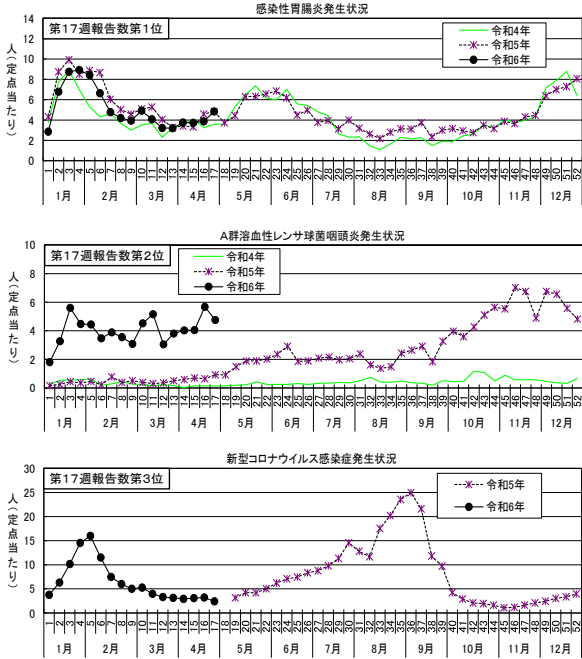 感染性胃腸炎発生状況
第17週報告数第1位
令和4年
令和5年
令和6年
人（定点当たり）
14
12
10
8
6
4
2
0
1 2 3 4 5 6 7 8 9 10 11 12 13 14 15 16 17 18 19 20 21 22 23 24 25 26 27 28 29 30 31 32 33 34 35 36 37 38 39 40 41 42 43 44 45 46 47 48 49 50 51 52
1月 2月 3月 4月 5月 6月 7月 8月 9月 10月 11月 12月
A群溶血性レンサ球菌咽頭炎発生状況
第17週報告数第2位
令和4年
令和5年
令和6年
人（定点当たり）
10
8
6
4
2
0
1 2 3 4 5 6 7 8 9 10 11 12 13 14 15 16 17 18 19 20 21 22 23 24 25 26 27 28 29 30 31 32 33 34 35 36 37 38 39 40 41 42 43 44 45 46 47 48 49 50 51 52
1月 2月 3月 4月 5月 6月 7月 8月 9月 10月 11月 12月
新型コロナウイルス感染症発生状況
第17週報告数第3位
令和5年
令和6年
人（定点当たり）
30
25
20
15
10
5
0
1 2 3 4 5 6 7 8 9 10 11 12 13 14 15 16 17 18 19 20 21 22 23 24 25 26 27 28 29 30 31 32 33 34 35 36 37 38 39 40 41 42 43 44 45 46 47 48 49 50 51 52
1月 2月 3月 4月 5月 6月 7月 8月 9月 10月 11月 12月